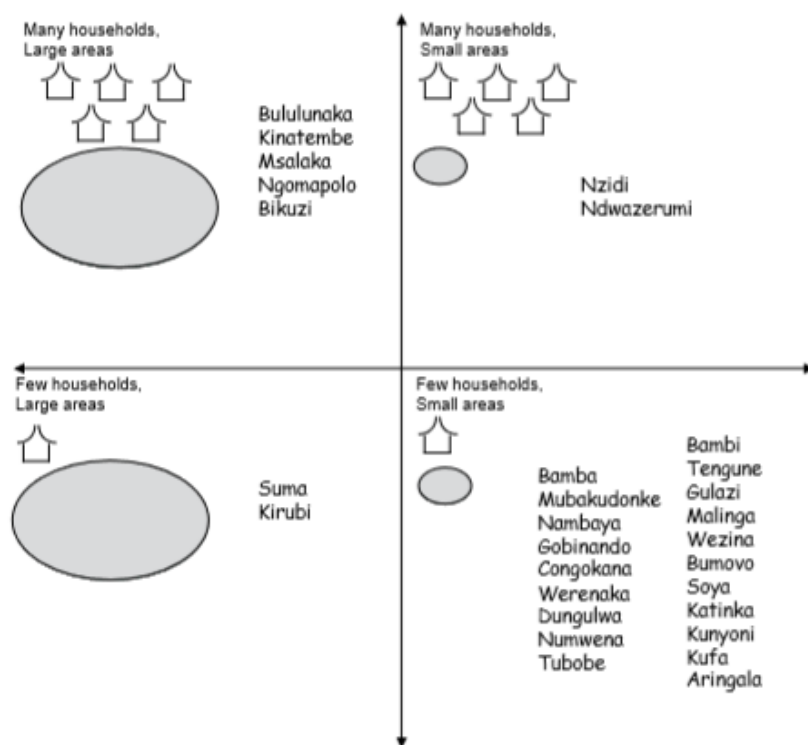 Many households,
Large areas
Bululunaka
Kinatembe
Msalaka
Ngomapolo
Bikuzi
Many households,
Small areas
Nzidi
Ndwazerumi
Few households,
Large areas
Suma
Kirubi
Few households,
Small areas
Bamba
Mubakudonke
Nambaya
Gobinando
Congokana
Werenaka
Dungulwa
Numwena
Tubobe
Bambi
Tengune
Gulazi
Malinga
Wezina
Bumovo
Soya
Katinka
Kunyoni
Kufa
Aringala